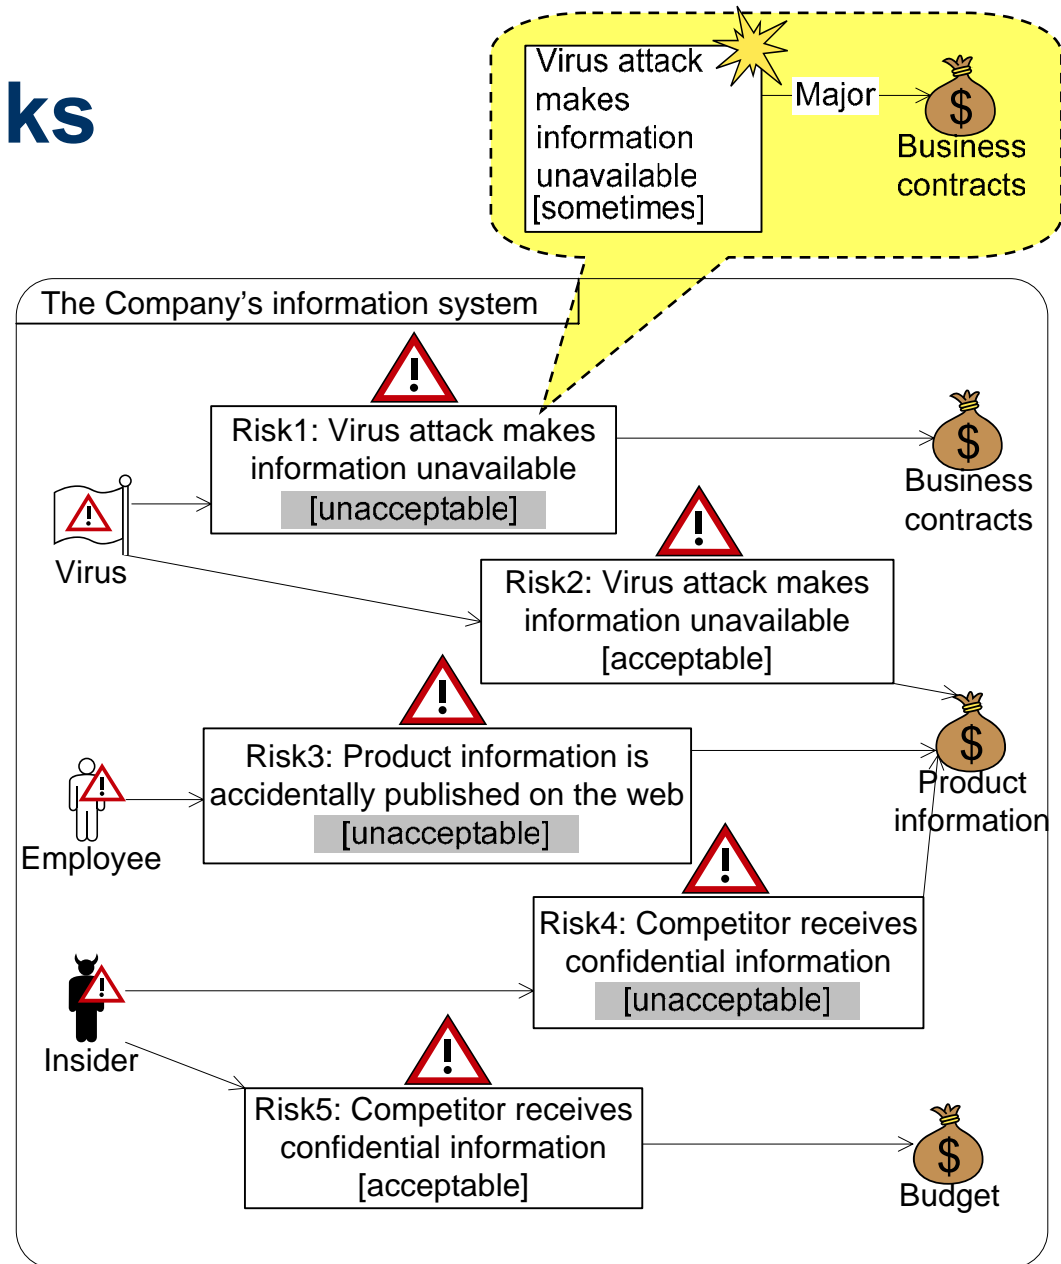 ks
Virus attack
makes
information
unavailable
[sometimes]
Major
$
Business
contracts
The Company’s information system
!
Risk1: Virus attack makes
information unavailable
[unacceptable]
$
Business
contracts
!
Virus
!
Risk2: Virus attack makes
information unavailable
[acceptable]
!
Risk3: Product information is
accidentally published on the web
[unacceptable]
$
Product
information
!
Employee
!
Risk4: Competitor receives
confidential information
[unacceptable]
!
Insider
!
Risk5: Competitor receives
confidential information
[acceptable]
$
Budget